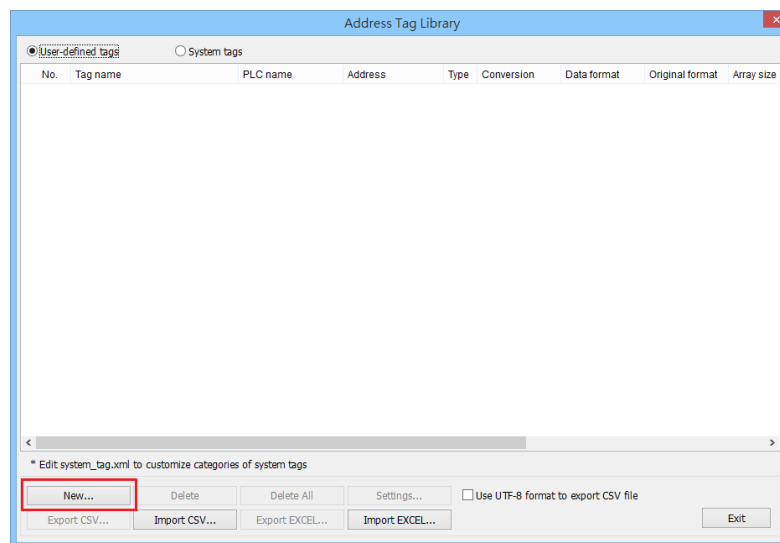 Address Tag Library
User-defined tags System tags
No. Tag name PLC name Address Type Conversion Data format Original format Array size
* Edit system_tag.xml to customize categories of system tags
New... Delete Delete All Settings... Use UTF-8 format to export CSV file
Export CSV... Import CSV... Export EXCEL... Import EXCEL... Exit